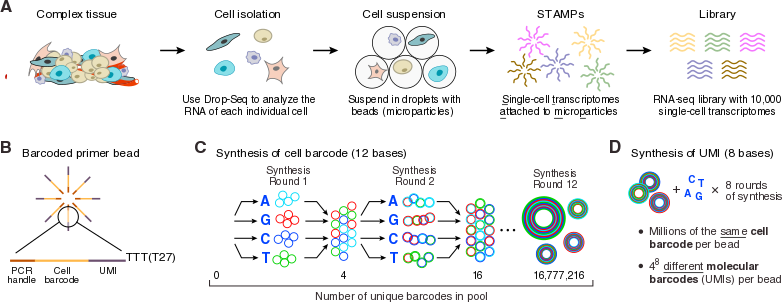 A
Complex tissue
Cell isolation
Cell suspension
STAMPs
Library
Use Drop-Seq to analyze the
RNA of each individual cell
Suspend in droplets with
beads (microparticles)
Single-cell transcriptomes
attached to microparticles
RNA-seq library with 10,000
single-cell transcriptomes
B
Barcoded primer bead
TTT(T27)
PCR
handle
Cell
barcode
UMI
C
Synthesis of cell barcode (12 bases)
Synthesis
Round 1
Synthesis
Round 2
Synthesis
Round 12
A
G
C
T
A
G
C
T
...
0
4
16
16,777,216
Number of unique barcodes in pool
D
Synthesis of UMI (8 bases)
+
C T
A G
× 8 rounds
of synthesis
• Millions of the same cell
barcode per bead
• 4⁸ different molecular
barcodes (UMIs) per bead